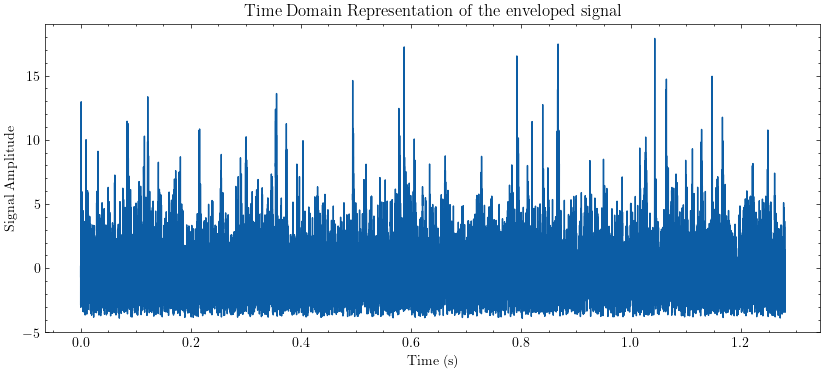 Time Domain Representation of the enveloped signal
Signal Amplitude
15
10
5
0
−5
0.0 0.2 0.4 0.6 0.8 1.0 1.2
Time (s)